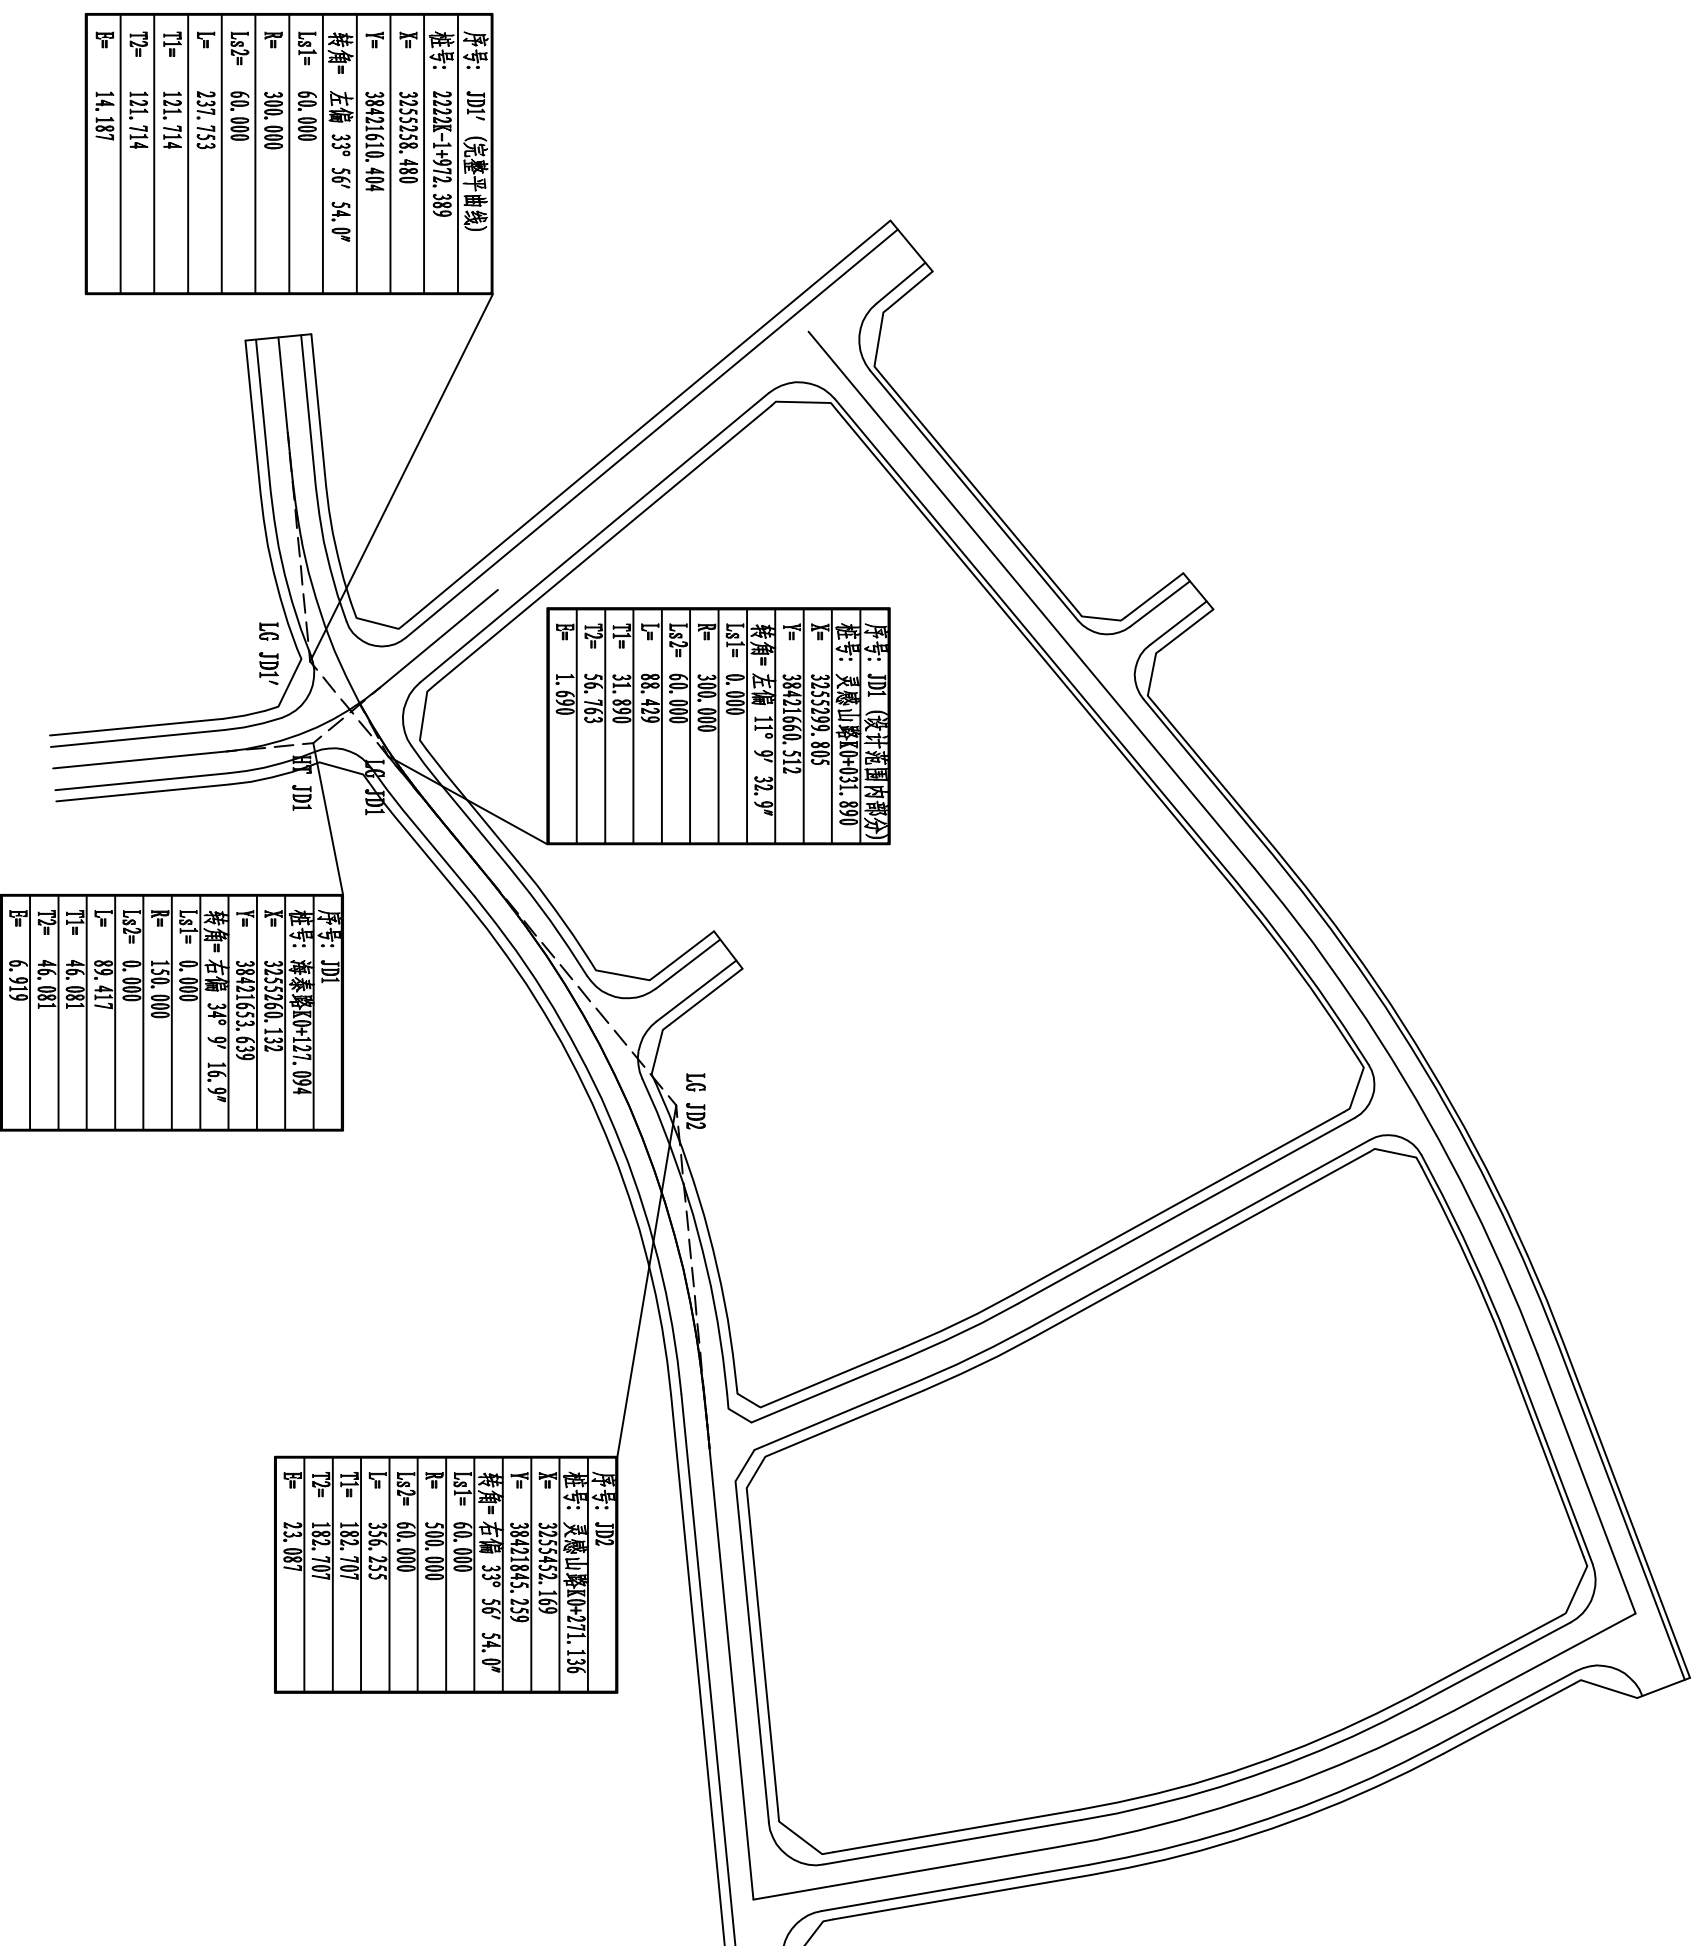 序号: JD1' (完整平曲线)
桩号: 2222K-1+972.389
X= 3255258.480
Y= 38421610.404
转角= 左偏 33° 56′ 54.0″
Ls1= 60.000
R= 300.000
Ls2= 60.000
L= 237.753
T1= 121.714
T2= 121.714
E= 14.187
序号: JD1 (设计范围内部分)
桩号: 灵感山路K0+031.890
X= 3255299.805
Y= 38421660.512
转角= 左偏 11° 9′ 32.9″
Ls1= 0.000
R= 300.000
Ls2= 60.000
L= 88.429
T1= 31.890
T2= 56.763
E= 1.690
LG JD1'
HT JD1
LG JD1
序号: JD1
桩号: 海泰路K0+127.094
X= 3255260.132
Y= 38421653.639
转角= 右偏 34° 9′ 16.9″
Ls1= 0.000
R= 150.000
Ls2= 0.000
L= 89.417
T1= 46.081
T2= 46.081
E= 6.919
LG JD2
序号: JD2
桩号: 灵感山路K0+271.136
X= 3255452.169
Y= 38421845.259
转角= 右偏 33° 56′ 54.0″
Ls1= 60.000
R= 500.000
Ls2= 60.000
L= 356.255
T1= 182.707
T2= 182.707
E= 23.087